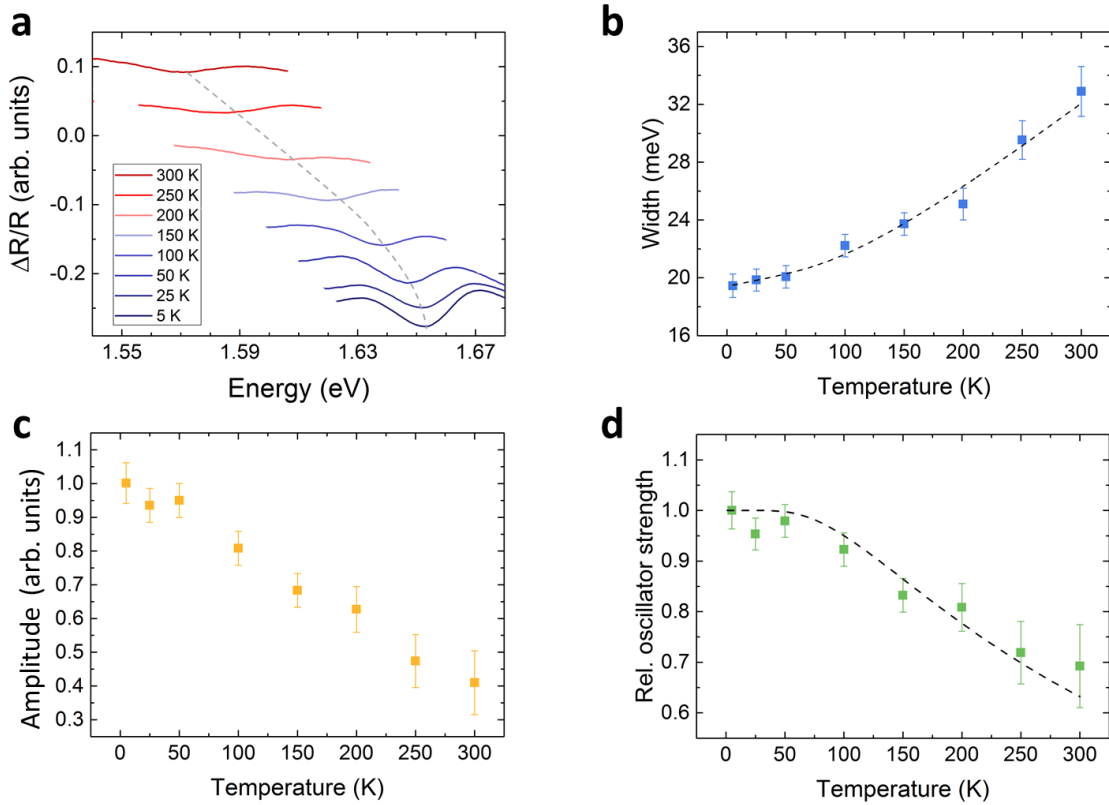 a
ΔR/R (arb. units)
0.1
0.0
-0.1
-0.2
300 K
250 K
200 K
150 K
100 K
50 K
25 K
5 K
1.55 1.59 1.63 1.67
Energy (eV)
b
Width (meV)
36
32
28
24
20
16
0 50 100 150 200 250 300
Temperature (K)
c
Amplitude (arb. units)
1.1
1.0
0.9
0.8
0.7
0.6
0.5
0.4
0.3
0 50 100 150 200 250 300
Temperature (K)
d
Rel. oscillator strength
1.1
1.0
0.9
0.8
0.7
0.6
0 50 100 150 200 250 300
Temperature (K)